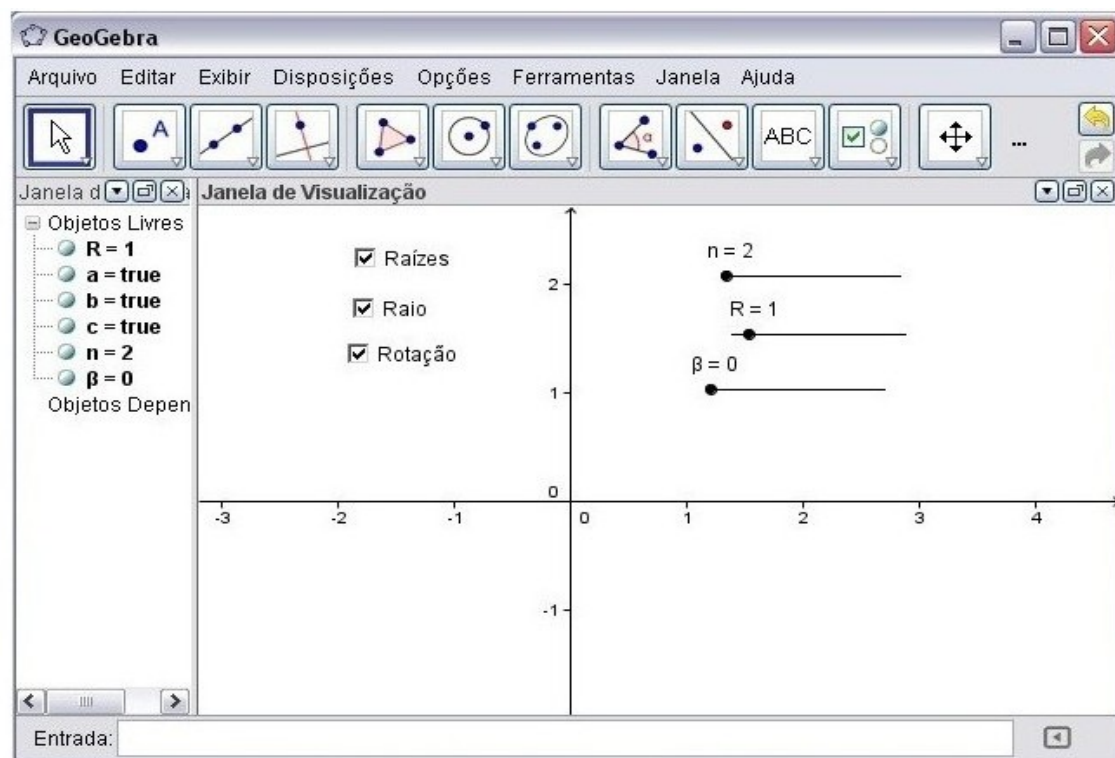 GeoGebra
Arquivo Editar Exibir Disposições Opções Ferramentas Janela Ajuda
A
α
ABC
...
Janela d
Janela de Visualização
Objetos Livres
R = 1
a = true
b = true
c = true
n = 2
β = 0
Objetos Depen
Raízes
Raio
Rotação
n = 2
R = 1
β = 0
2
1
0
-1
-3 -2 -1 0 1 2 3 4
Entrada: